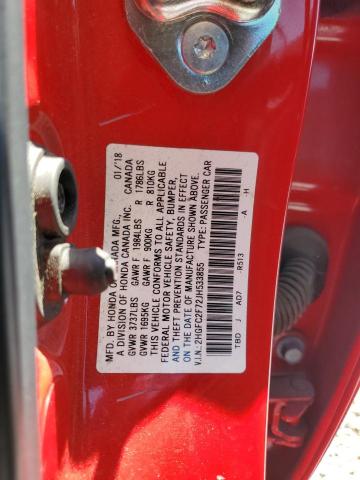 MFD. BY HONDA OF CANADA MFG., 01/'18
A DIVISION OF HONDA CANADA INC. CANADA
GVWR 3737LBS GAWR F 1984LBS R 1786LBS
GVWR 1695KG GAWR F 900KG R 810KG
THIS VEHICLE CONFORMS TO ALL APPLICABLE
FEDERAL MOTOR VEHICLE SAFETY, BUMPER,
AND THEFT PREVENTION STANDARDS IN EFFECT
ON THE DATE OF MANUFACTURE SHOWN ABOVE.
V.I.N.: 2HGFC2F72JH533855 TYPE: PASSENGER CAR
TBD J AD7 R513 -A -H